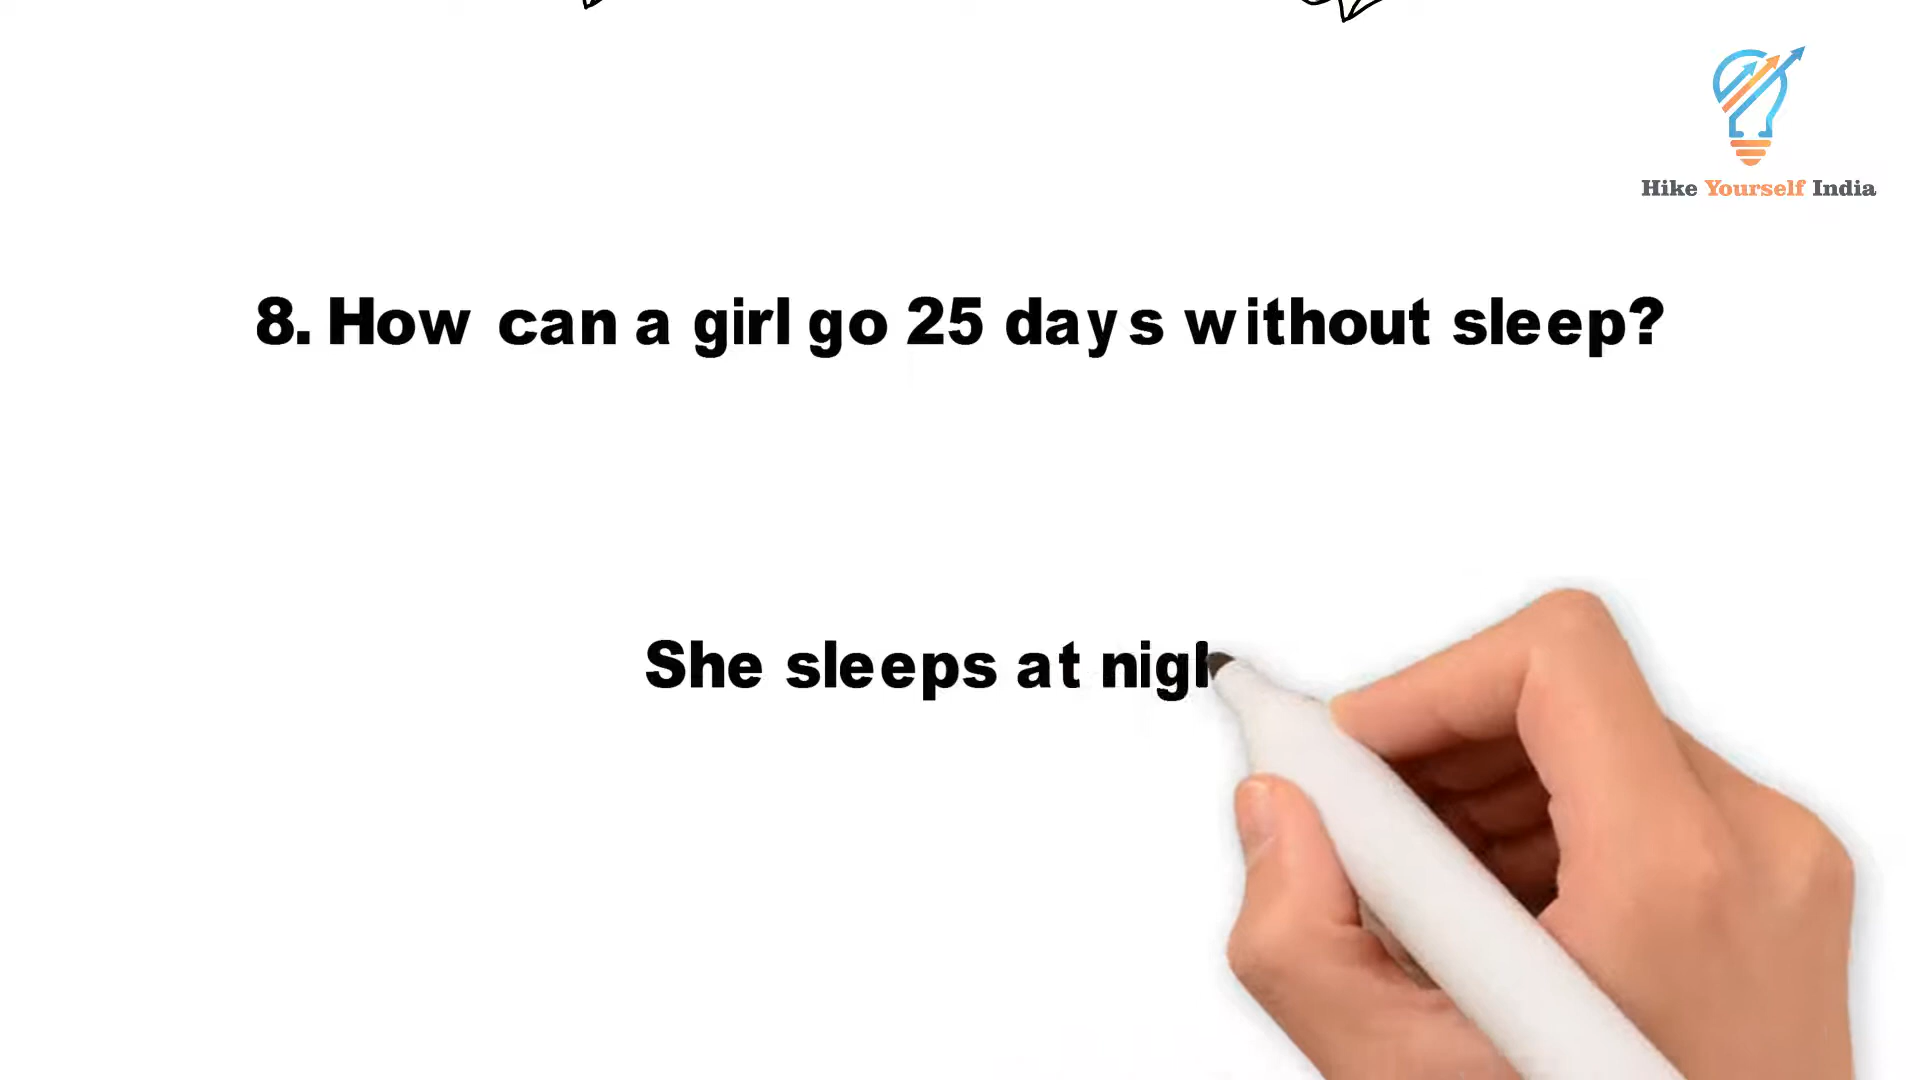 Hike Yourself India
8. How can a girl go 25 days without sleep?
She sleeps at nigh